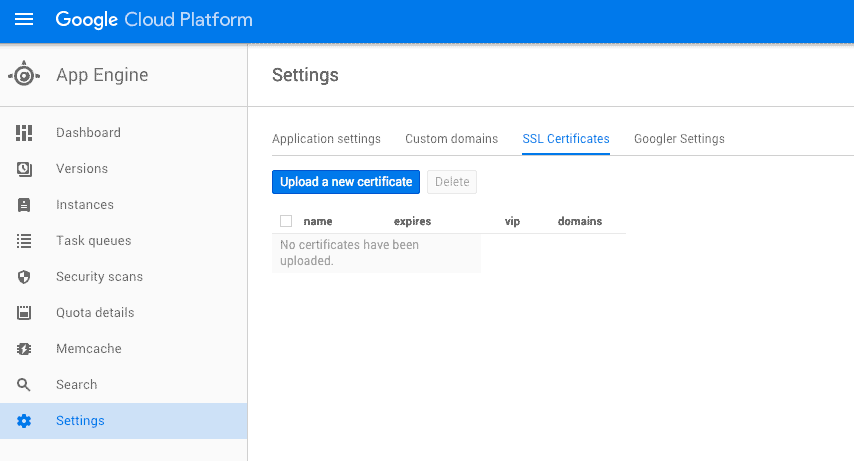 Google Cloud Platform
App Engine
Settings
Dashboard
Versions
Instances
Task queues
Security scans
Quota details
Memcache
Search
Settings
Application settings Custom domains SSL Certificates Googler Settings
Upload a new certificate Delete
name expires vip domains
No certificates have been
uploaded.